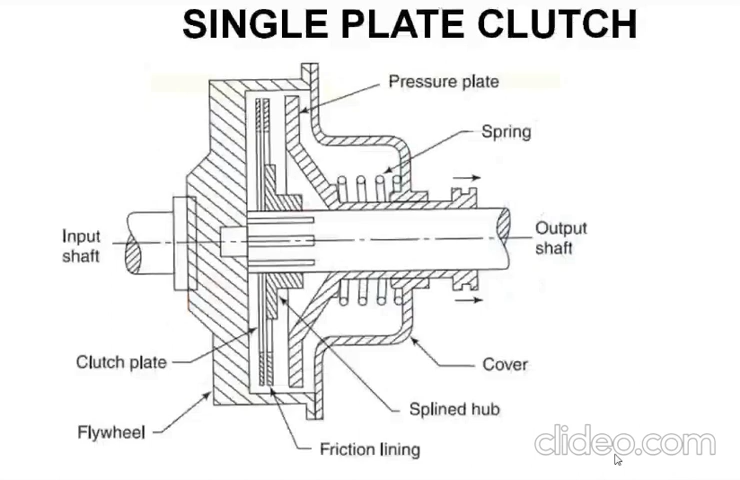 SINGLE PLATE CLUTCH
Pressure plate
Spring
Input
shaft
Output
shaft
Clutch plate
Cover
Splined hub
Flywheel
Friction lining
clideo.com